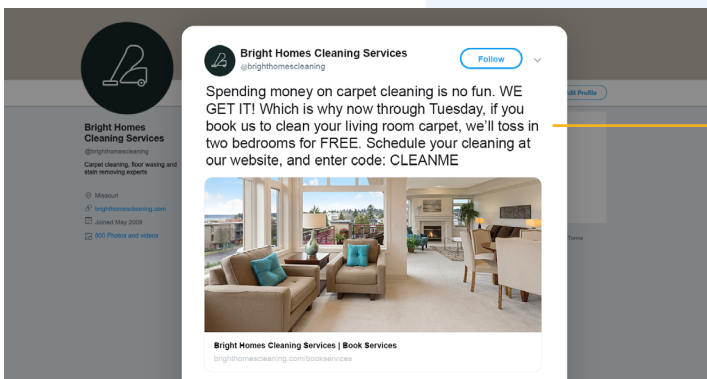 Bright Homes Cleaning Services
@brighthomescleaning
Follow
Spending money on carpet cleaning is no fun. WE
GET IT! Which is why now through Tuesday, if you
book us to clean your living room carpet, we'll toss in
two bedrooms for FREE. Schedule your cleaning at
our website, and enter code: CLEANME
Bright Homes Cleaning Services | Book Services
brighthomescleaning.com/bookservices
Bright Homes
Cleaning Services
@brighthomescleaning
Carpet cleaning, floor waxing and
stain removing experts
Missouri
brighthomescleaning.com
Joined May 2009
600 Photos and videos
dit Profile
Terms